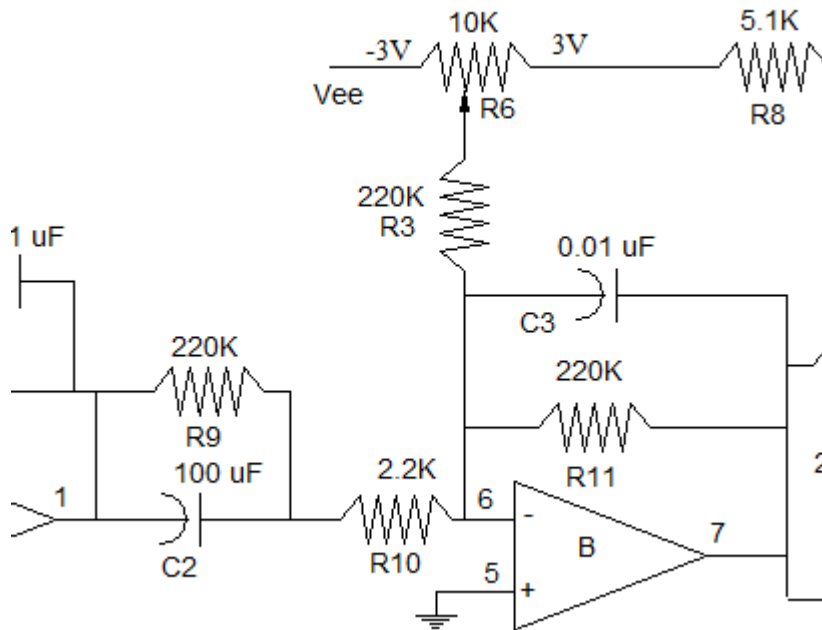 10K
-3V
3V
5.1K
Vee
R6
R8
220K
R3
1 uF
0.01 uF
C3
220K
R9
220K
R11
100 uF
C2
2.2K
R10
1
6
-
5
+
B
7
2